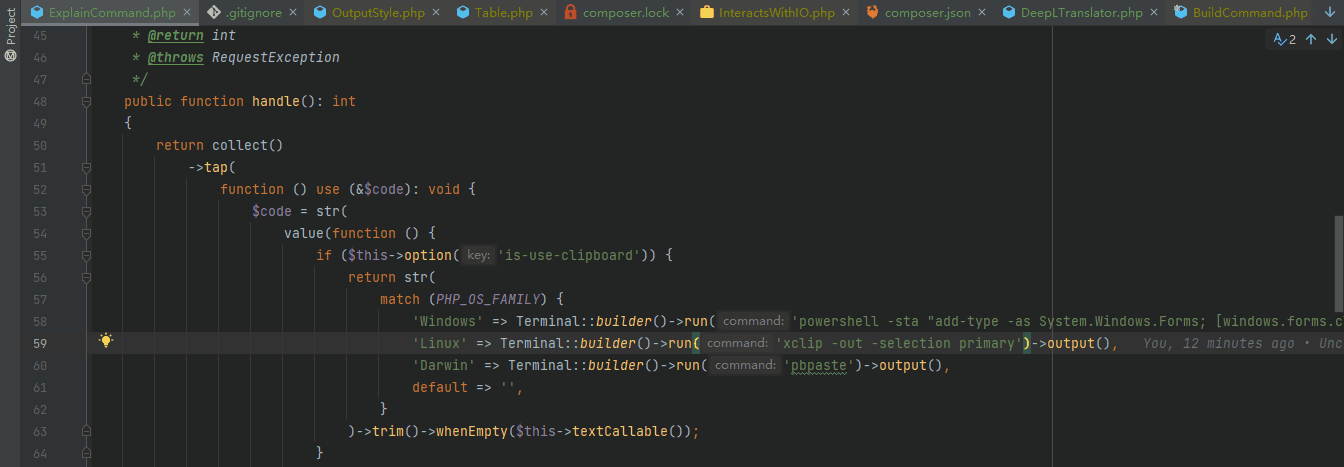 Project
ExplainCommand.php × .gitignore × OutputStyle.php × Table.php × composer.lock × InteractsWithIO.php × composer.json × DeepLTranslator.php × BuildCommand.php
2
45 * @return int
46 * @throws RequestException
47 */
48 public function handle(): int
49 {
50 return collect()
51 ->tap(
52 function () use (&$code): void {
53 $code = str(
54 value(function () {
55 if ($this->option( key: 'is-use-clipboard')) {
56 return str(
57 match (PHP_OS_FAMILY) {
58 'Windows' => Terminal::builder()->run( command: 'powershell -sta "add-type -as System.Windows.Forms; [windows.forms.c
59 'Linux' => Terminal::builder()->run( command: 'xclip -out -selection primary')->output(), You, 12 minutes ago • Unc
60 'Darwin' => Terminal::builder()->run( command: 'pbpaste')->output(),
61 default => '',
62 }
63 )->trim()->whenEmpty($this->textCallable());
64 }